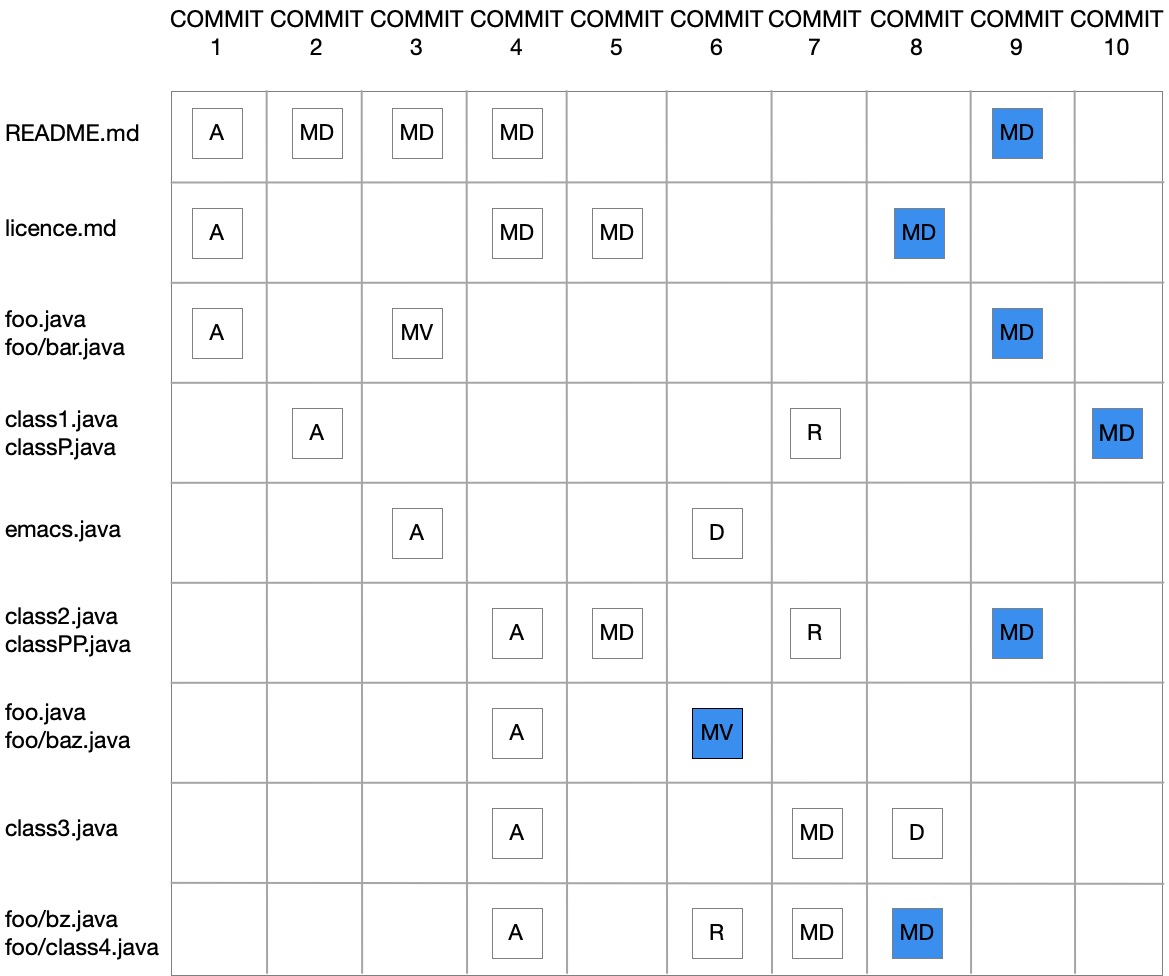 COMMIT COMMIT COMMIT COMMIT COMMIT COMMIT COMMIT COMMIT COMMIT COMMIT
1 2 3 4 5 6 7 8 9 10
README.md A MD MD MD MD
licence.md A MD MD MD
foo.java
foo/bar.java A MV MD
class1.java
classP.java A R MD
emacs.java A D
class2.java
classPP.java A MD R MD
foo.java
foo/baz.java A MV
class3.java A MD D
foo/bz.java
foo/class4.java A R MD MD